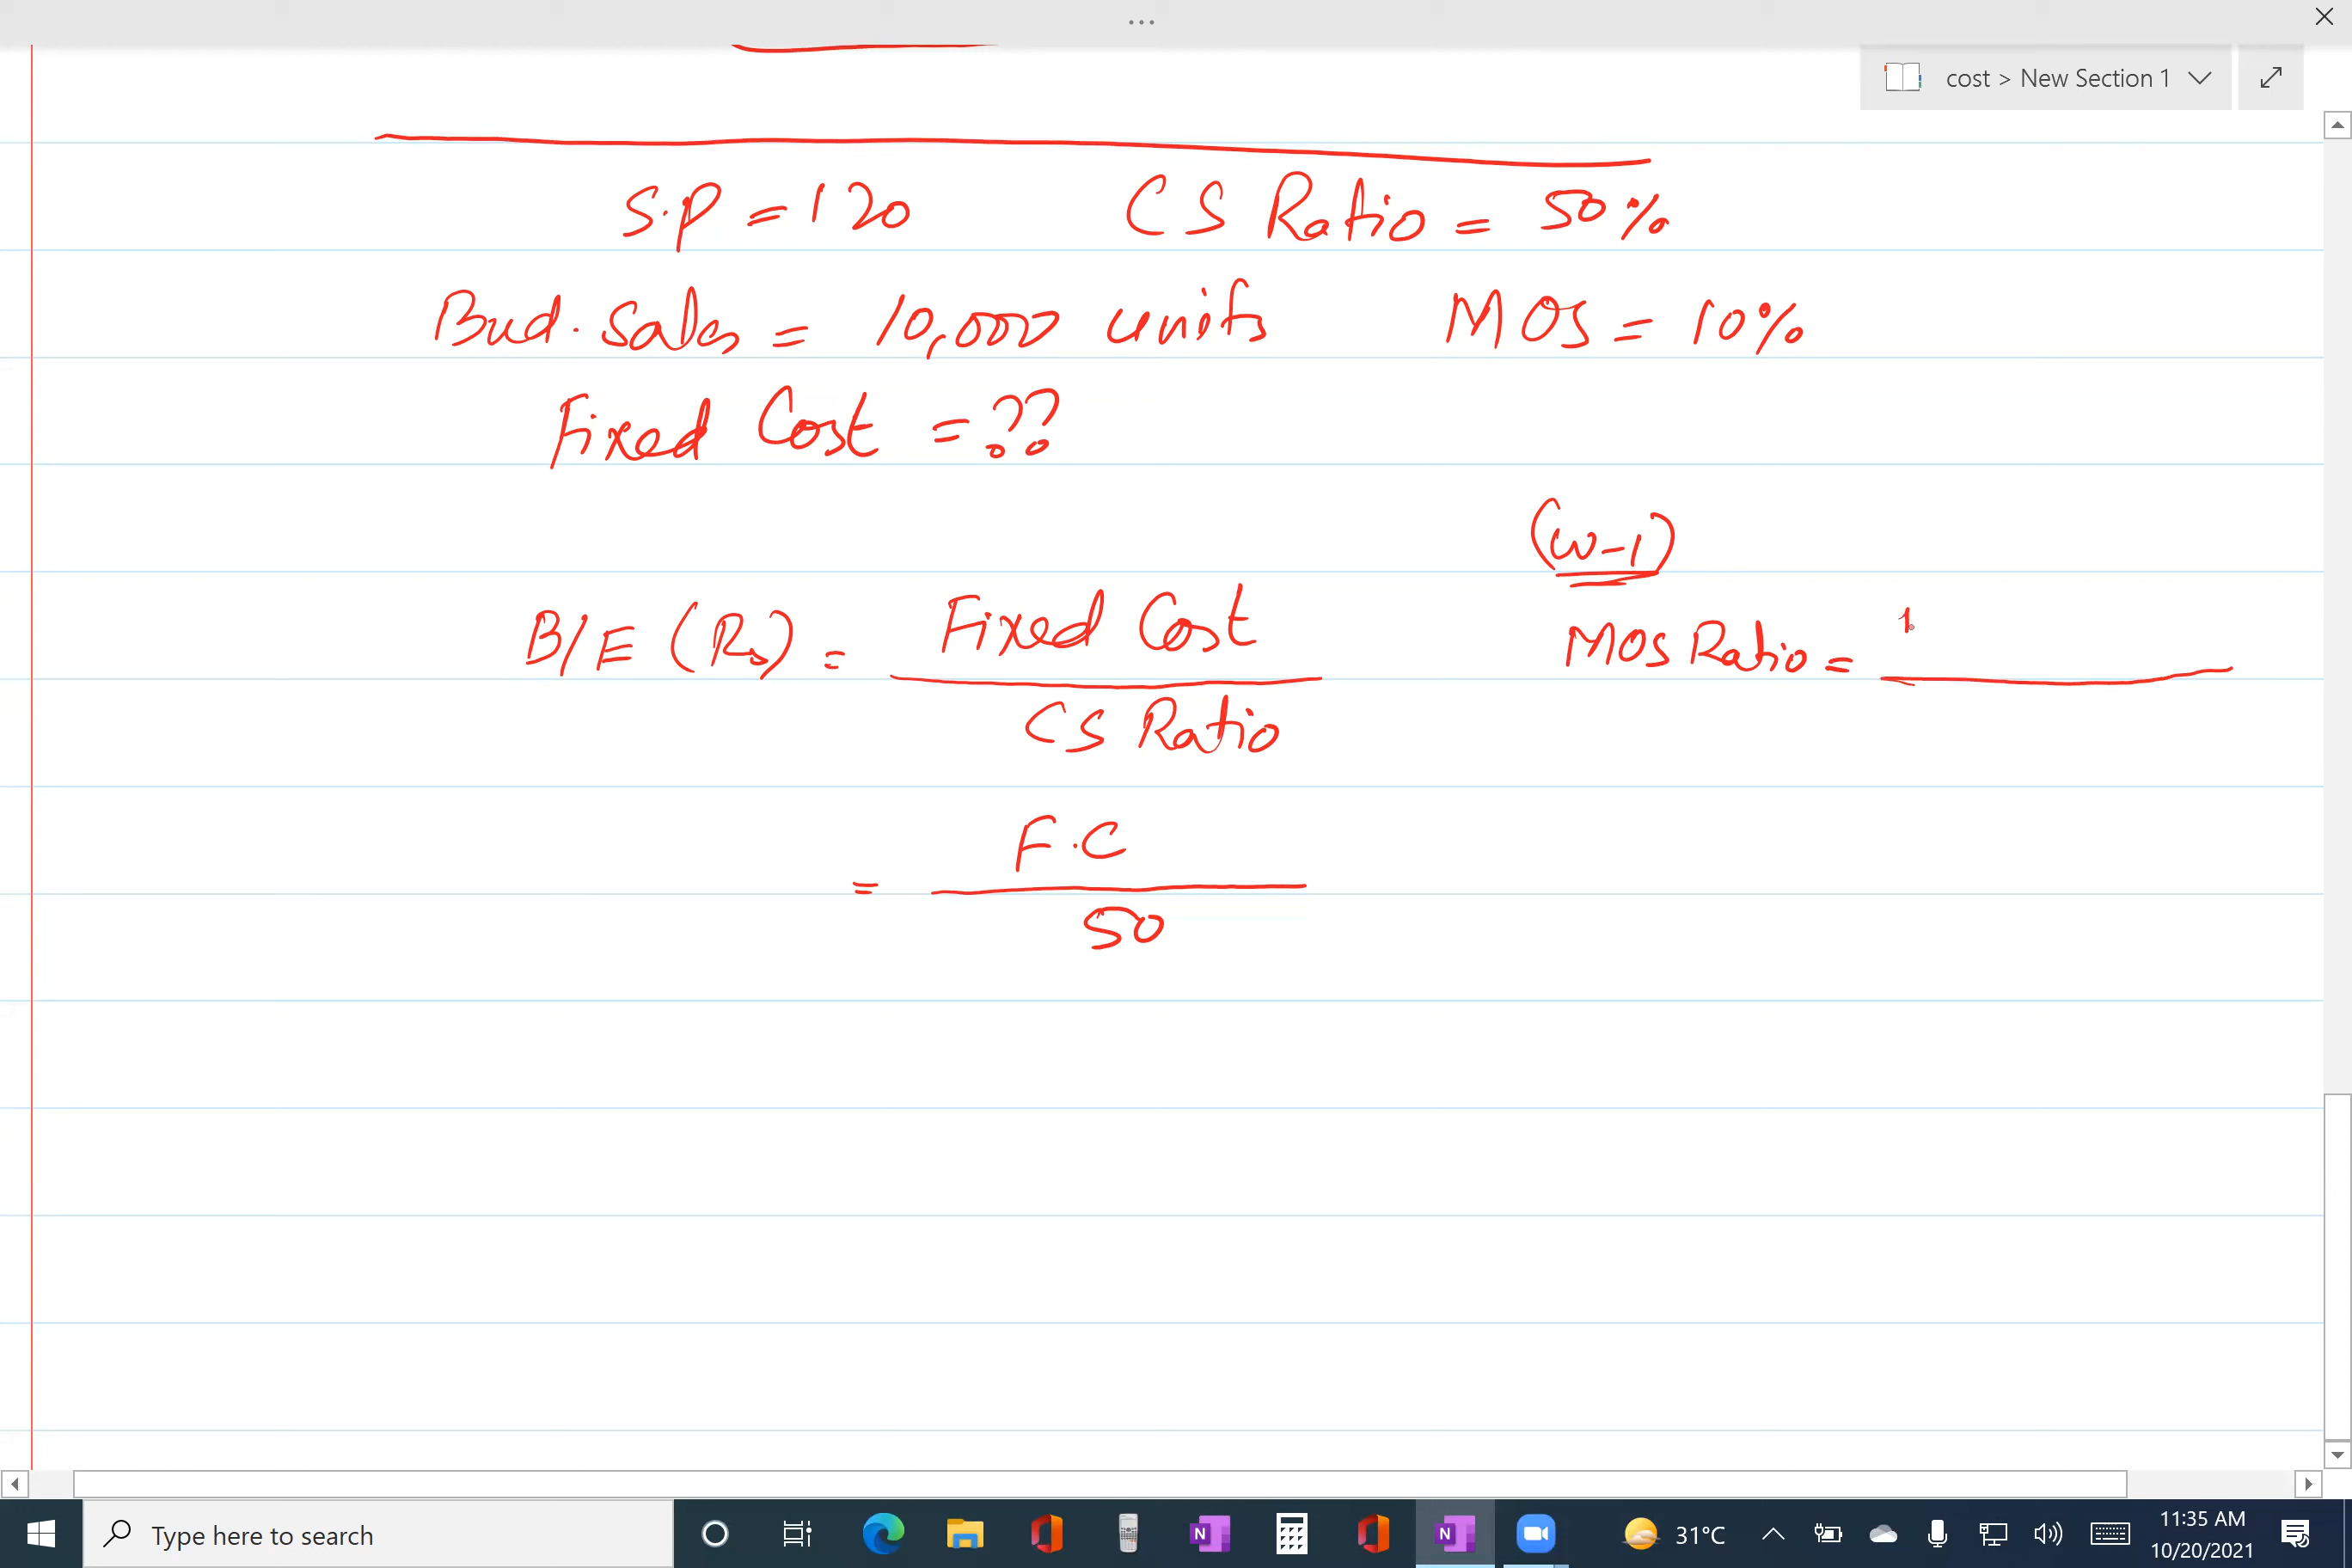 ...
cost > New Section 1
S.P = 120 CS Ratio = 50%
Bud. Sales = 10,000 units MOS = 10%
Fixed Cost = ??
(W-1)
B/E (Rs) = Fixed Cost
CS Ratio
MOS Ratio =
= F.C
50
Type here to search
31°C
11:35 AM
10/20/2021